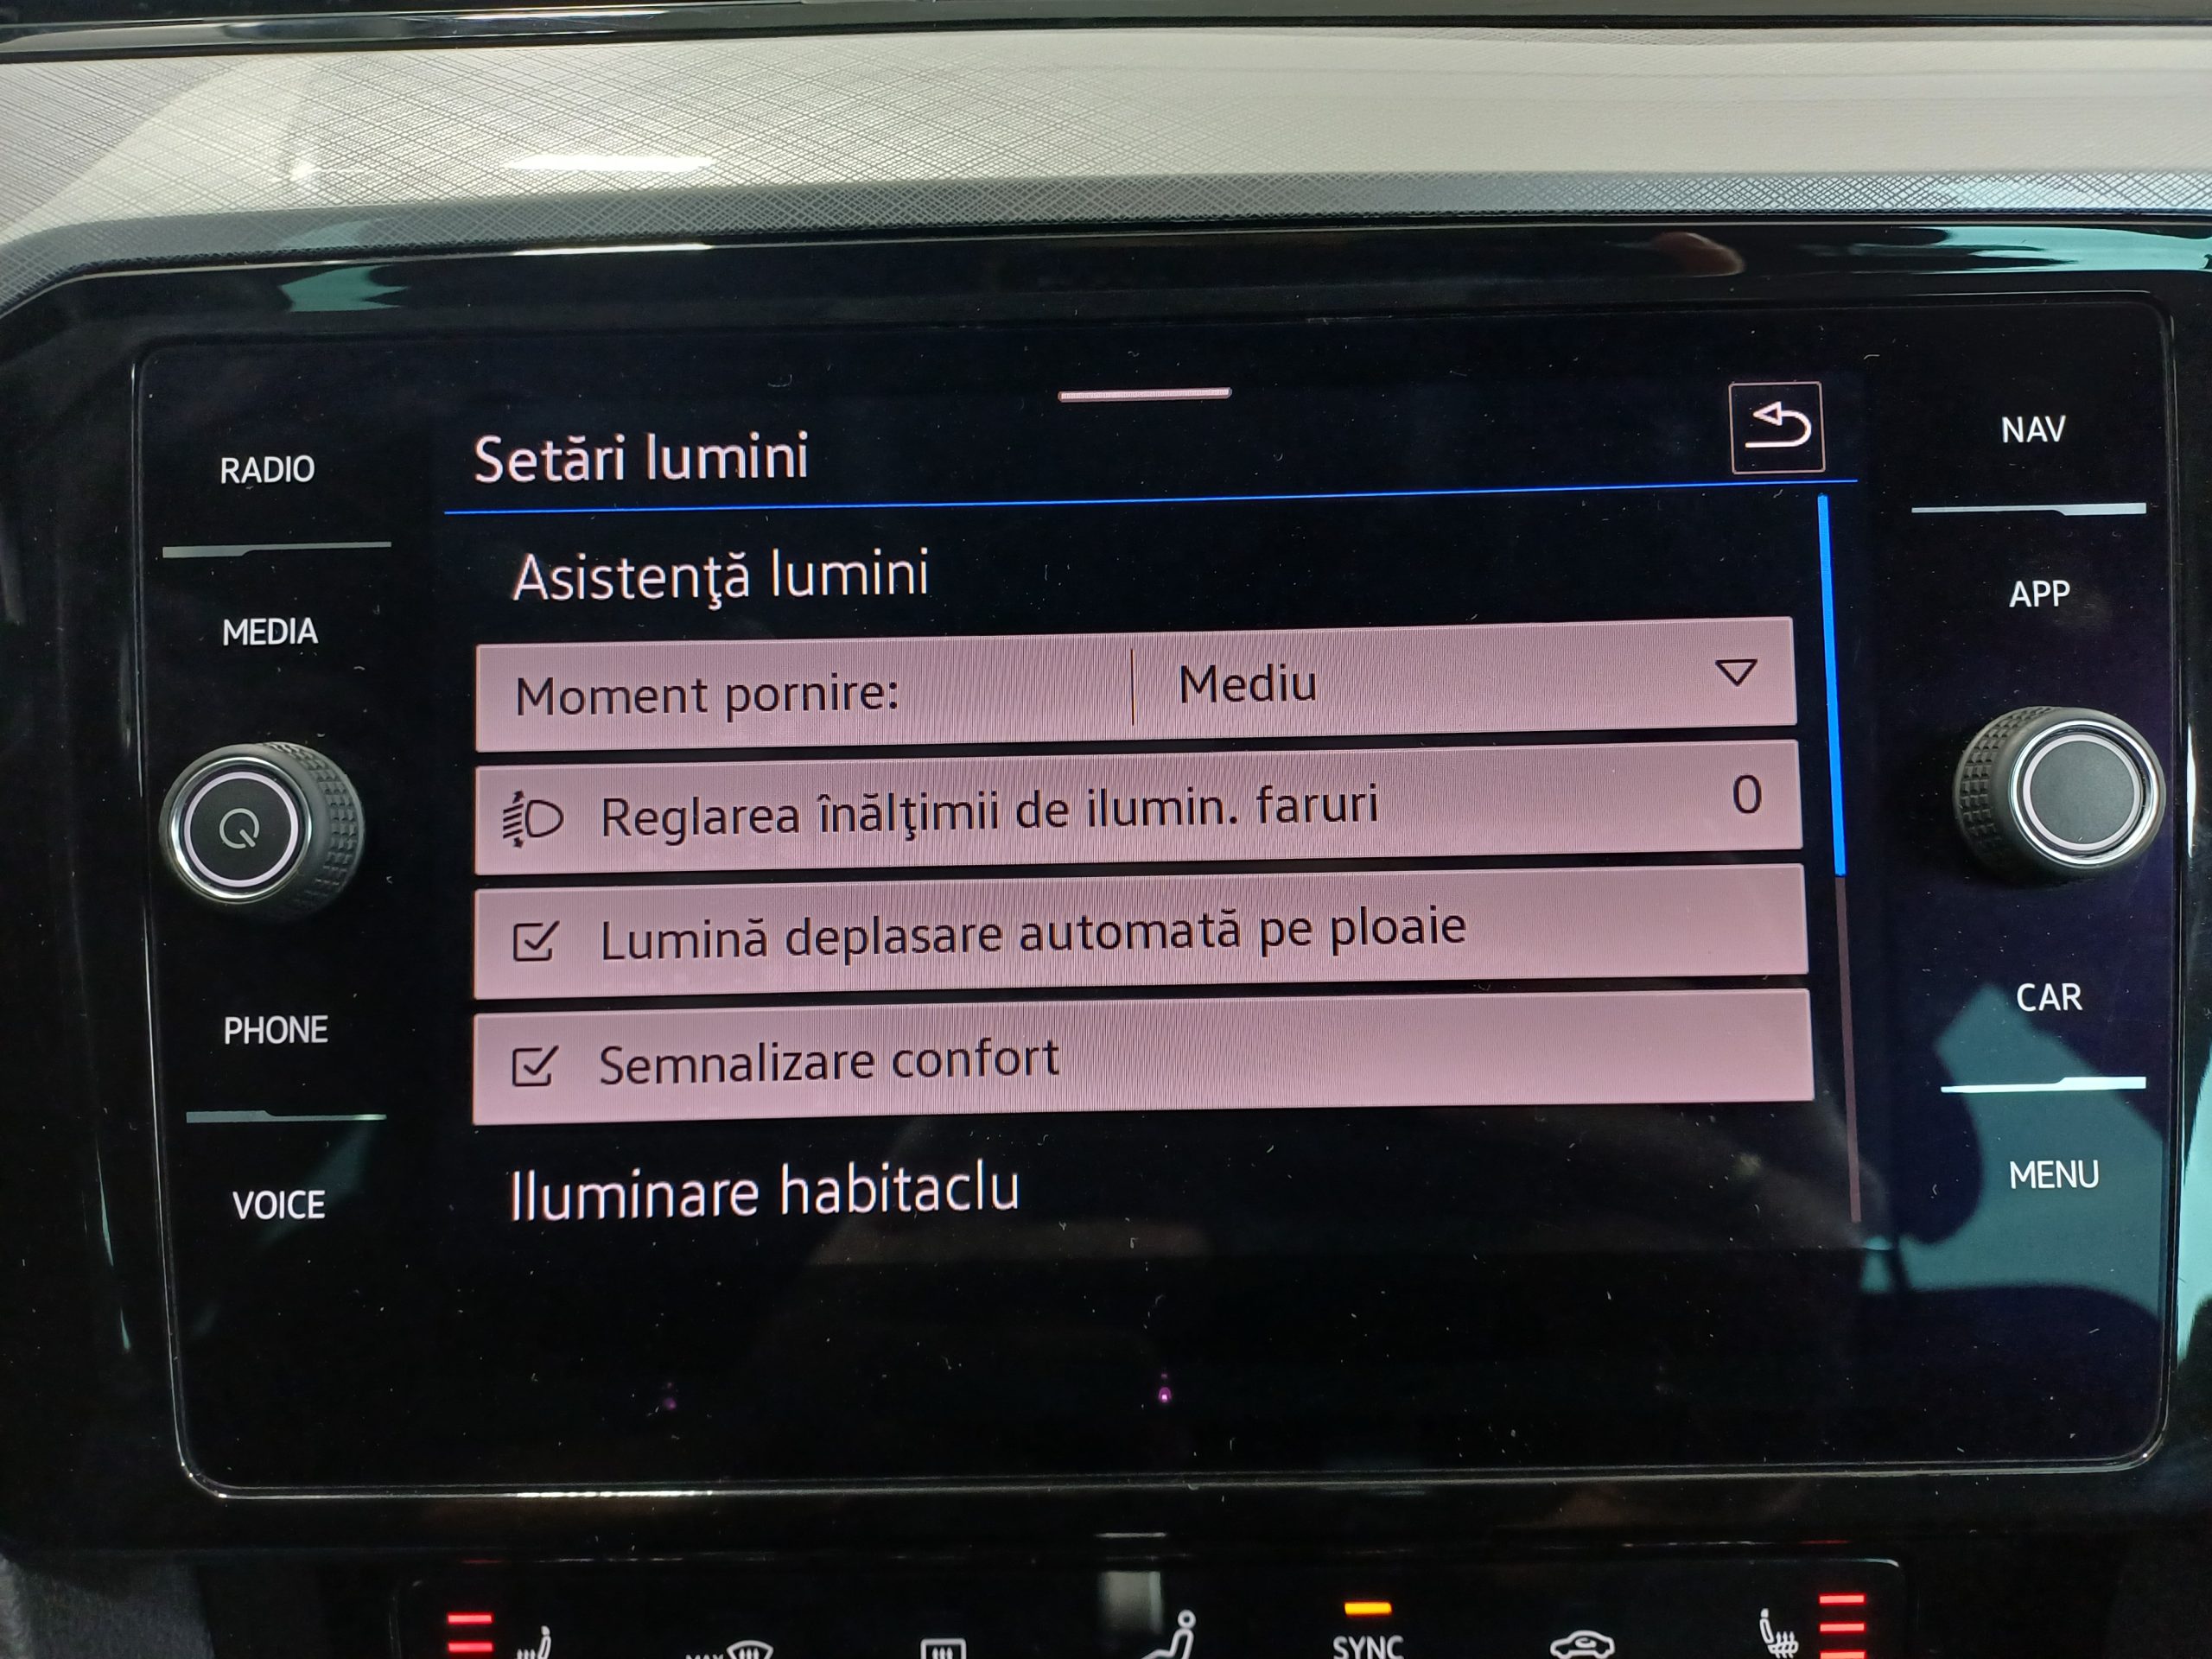 Setări lumini
RADIO
NAV
Asistenţă lumini
APP
MEDIA
Moment pornire: Mediu
Reglarea înălţimii de ilumin. faruri 0
Lumină deplasare automată pe ploaie
CAR
PHONE
Semnalizare confort
MENU
VOICE
Iluminare habitaclu
SYNC